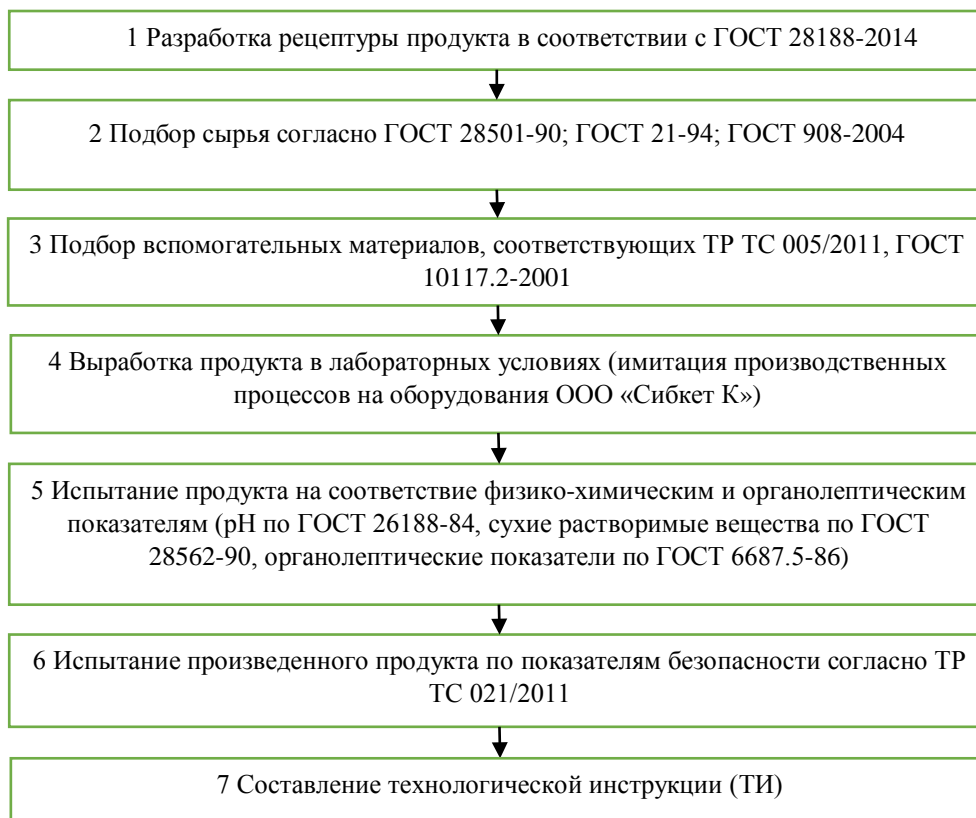 1 Разработка рецептуры продукта в соответствии с ГОСТ 28188-2014
2 Подбор сырья согласно ГОСТ 28501-90; ГОСТ 21-94; ГОСТ 908-2004
3 Подбор вспомогательных материалов, соответствующих ТР ТС 005/2011, ГОСТ
10117.2-2001
4 Выработка продукта в лабораторных условиях (имитация производственных
процессов на оборудования ООО «Сибкет К»)
5 Испытание продукта на соответствие физико-химическим и органолептическим
показателям (рН по ГОСТ 26188-84, сухие растворимые вещества по ГОСТ
28562-90, органолептические показатели по ГОСТ 6687.5-86)
6 Испытание произведенного продукта по показателям безопасности согласно ТР
ТС 021/2011
7 Составление технологической инструкции (ТИ)